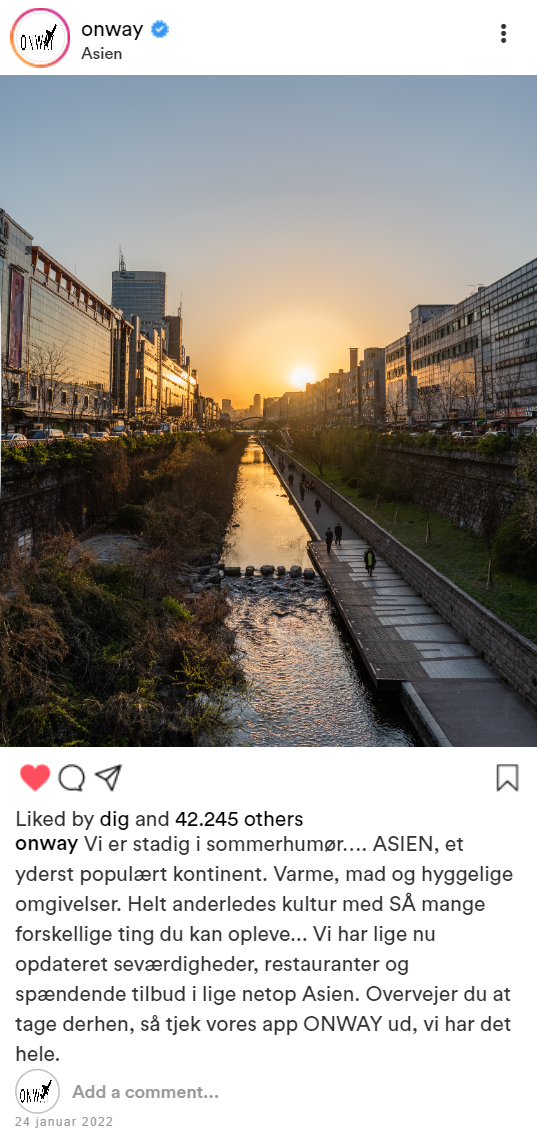 ONWAY
onway
Asien
Liked by dig and 42.245 others
onway Vi er stadig i sommerhumør.... ASIEN, et
yderst populært kontinent. Varme, mad og hyggelige
omgivelser. Helt anderledes kultur med SÅ mange
forskellige ting du kan opleve... Vi har lige nu
opdateret seværdigheder, restauranter og
spændende tilbud i lige netop Asien. Overvejer du at
tage derhen, så tjek vores app ONWAY ud, vi har det
hele.
ONWAY
Add a comment...
24 januar 2022